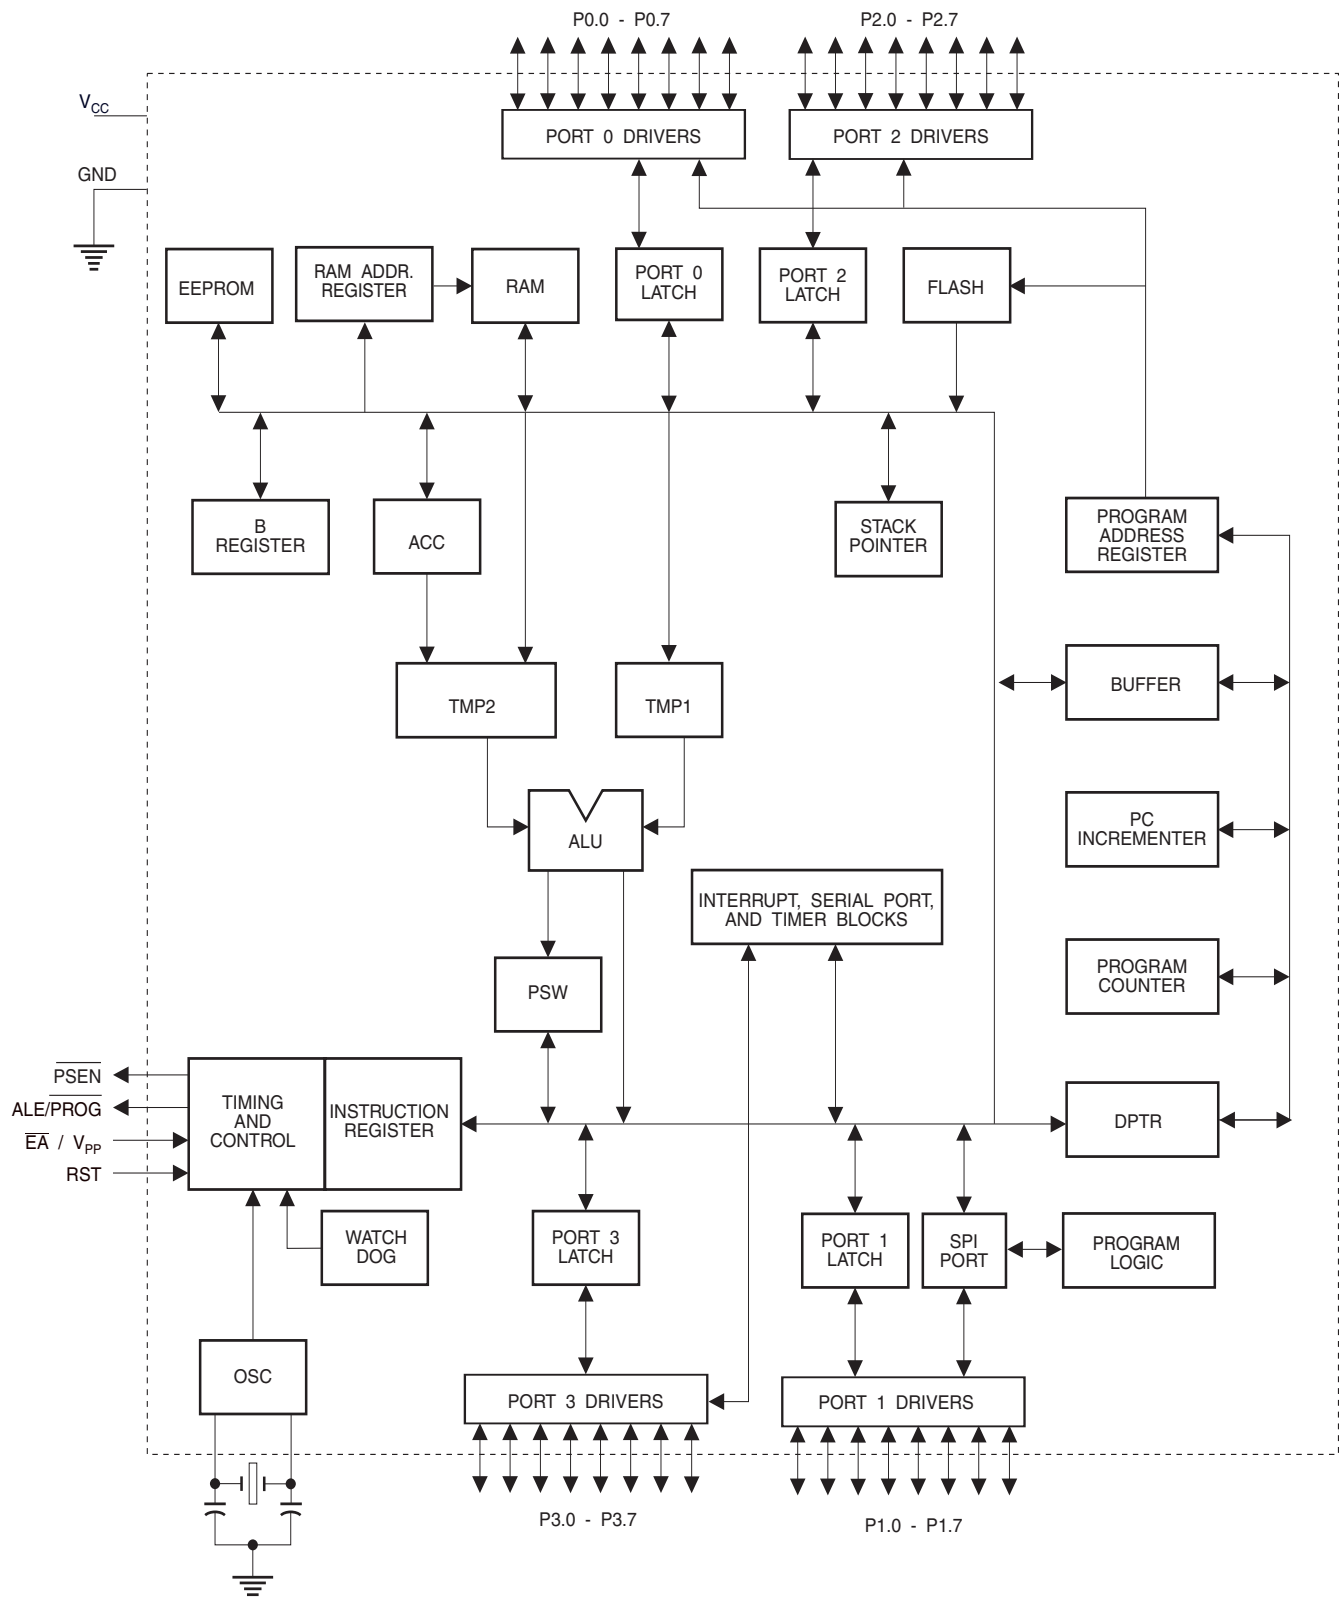 P0.0 - P0.7
P2.0 - P2.7
VCC
PORT 0 DRIVERS
PORT 2 DRIVERS
GND
EEPROM
RAM ADDR.
REGISTER
RAM
PORT 0
LATCH
PORT 2
LATCH
FLASH
B
REGISTER
ACC
STACK
POINTER
PROGRAM
ADDRESS
REGISTER
TMP2
TMP1
BUFFER
ALU
PC
INCREMENTER
INTERRUPT, SERIAL PORT,
AND TIMER BLOCKS
PSW
PROGRAM
COUNTER
PSEN
ALE/PROG
EA / VPP
RST
TIMING
AND
CONTROL
INSTRUCTION
REGISTER
DPTR
WATCH
DOG
PORT 3
LATCH
PORT 1
LATCH
SPI
PORT
PROGRAM
LOGIC
OSC
PORT 3 DRIVERS
PORT 1 DRIVERS
P3.0 - P3.7
P1.0 - P1.7